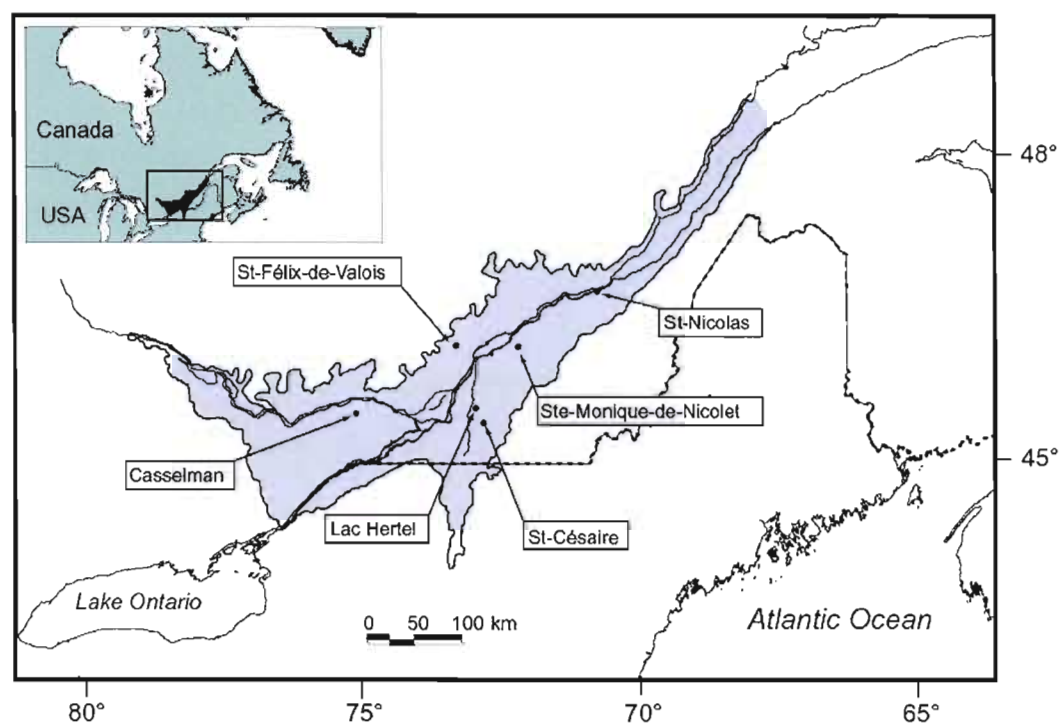 Canada
USA
48°
St-Félix-de-Valois
St-Nicolas
Ste-Monique-de-Nicolet
Casselman
45°
Lac Hertel
St-Césaire
Lake Ontario
0 50 100 km
Atlantic Ocean
80° 75° 70° 65°